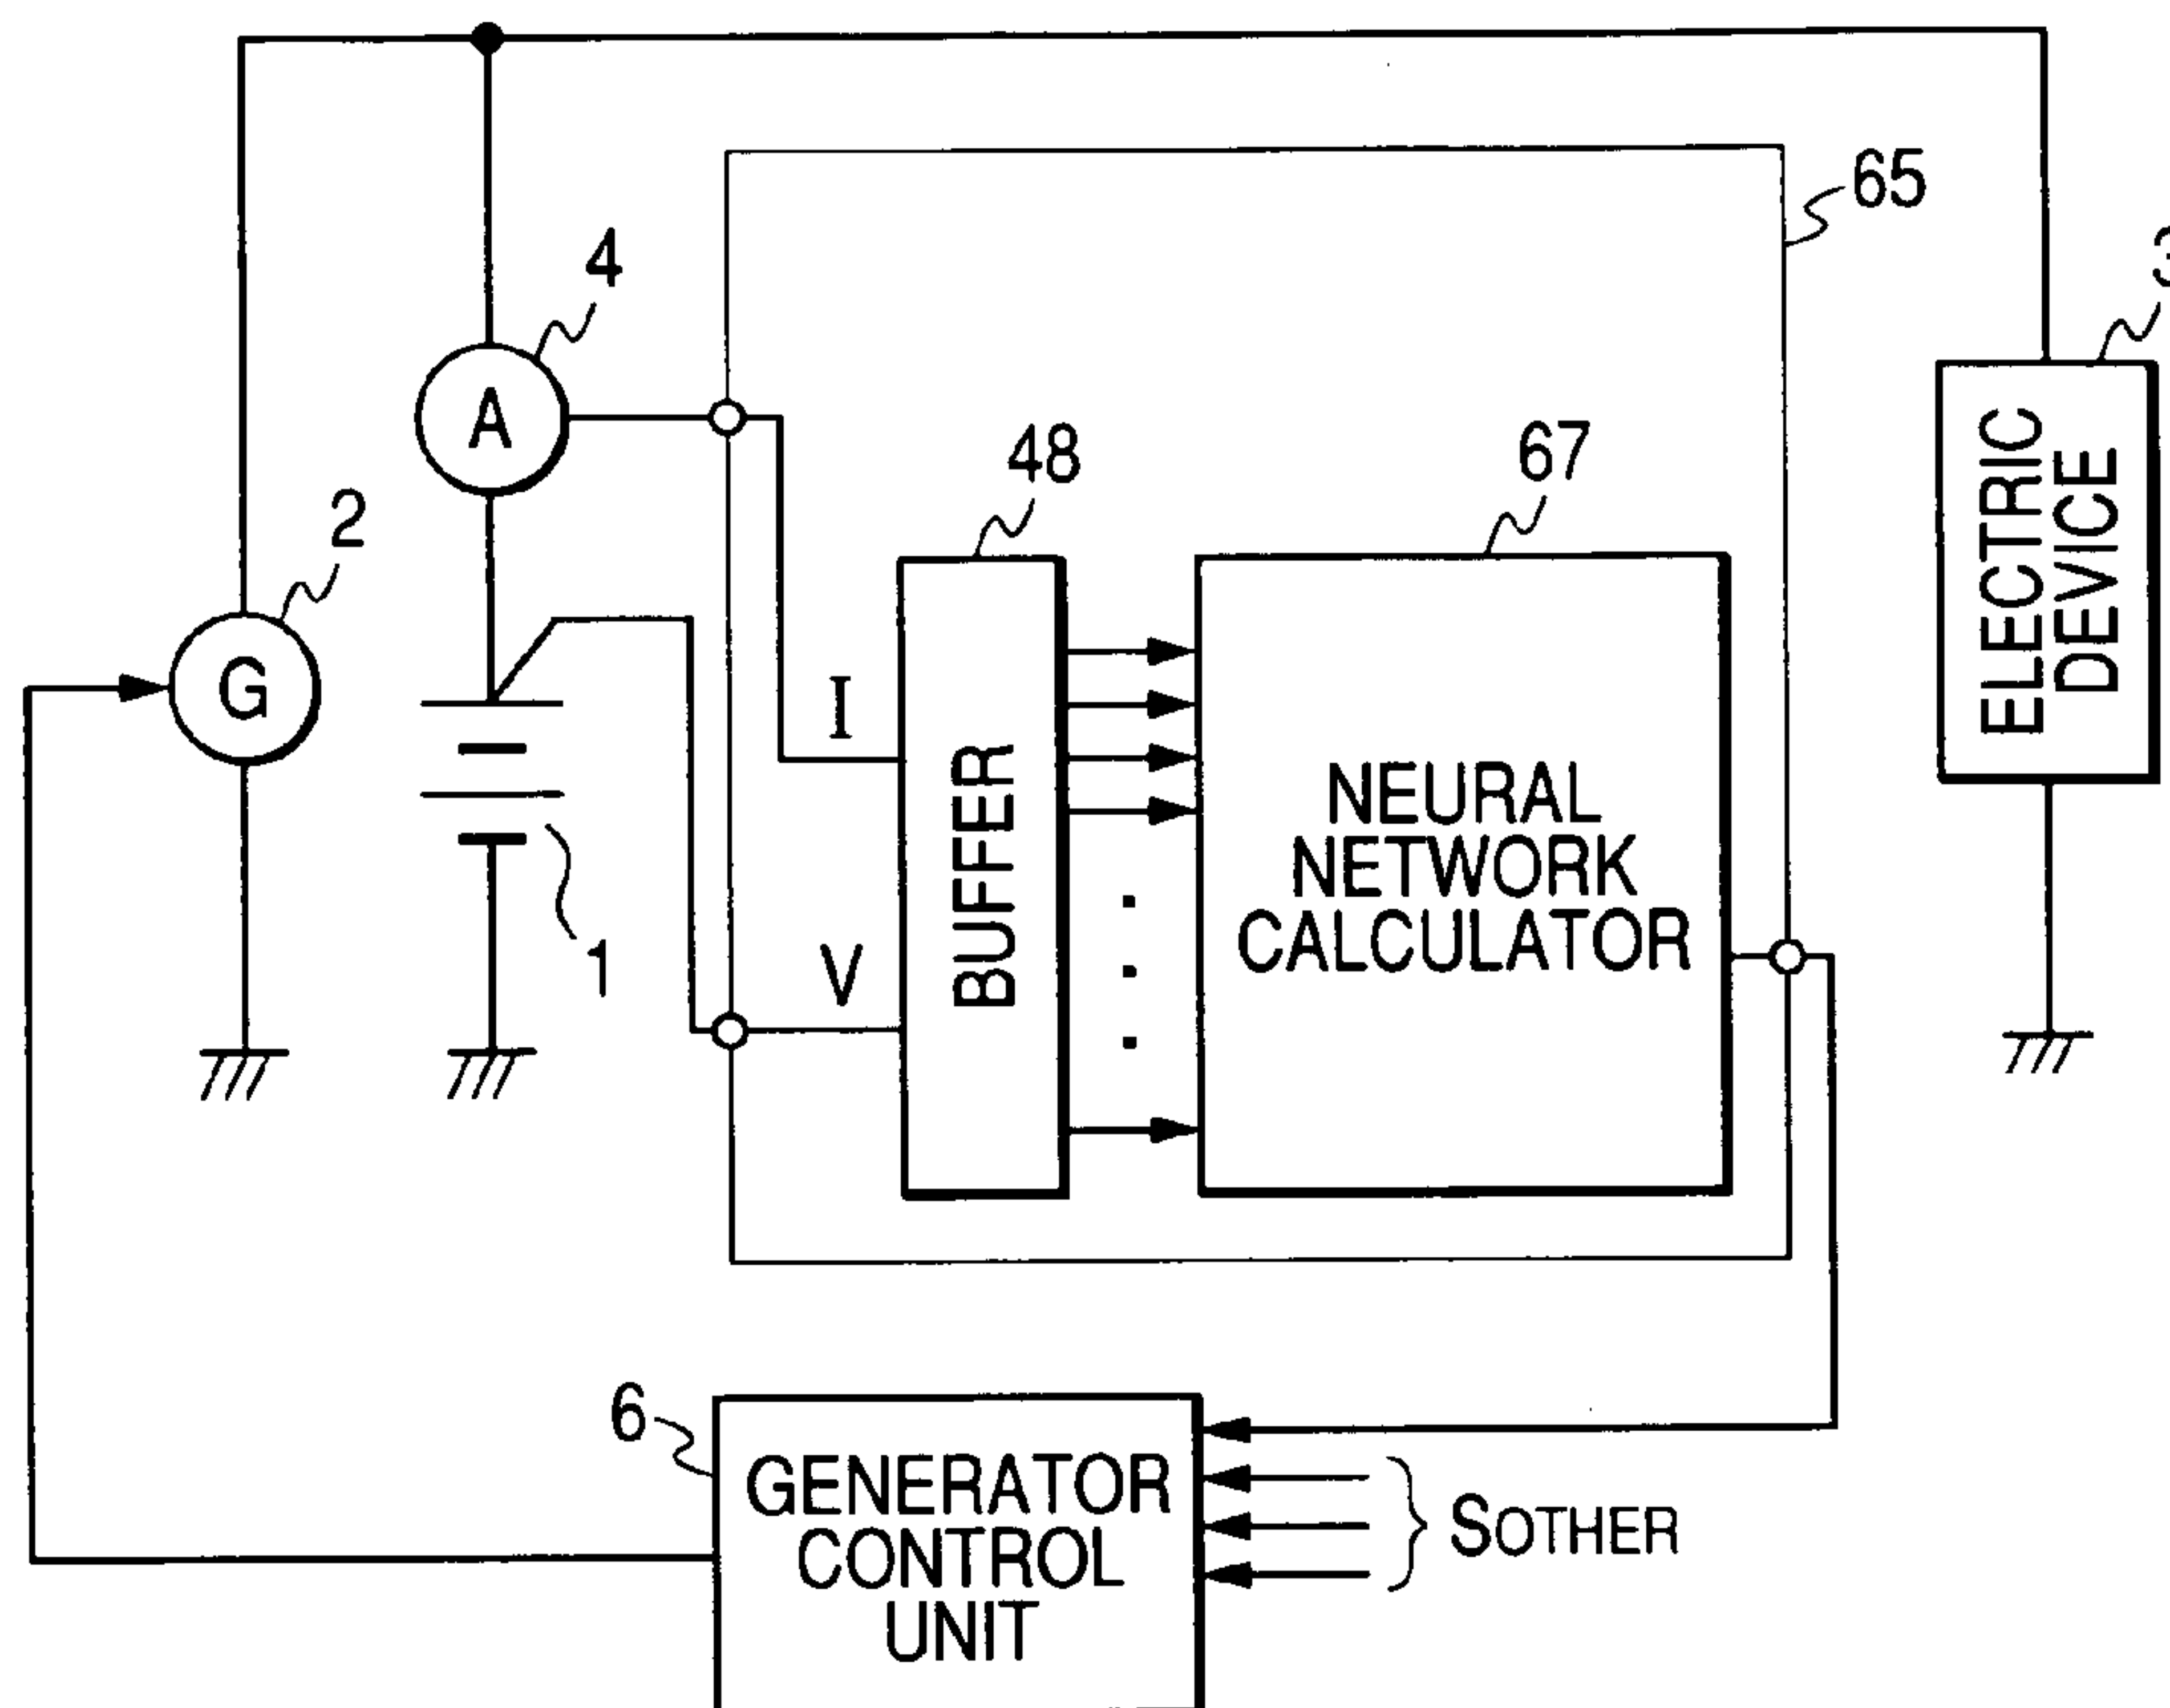 65
4
A
48
67
2
G
I
V
1
BUFFER
NEURAL
NETWORK
CALCULATOR
ELECTRIC
DEVICE
6
GENERATOR
CONTROL
UNIT
SOTHER